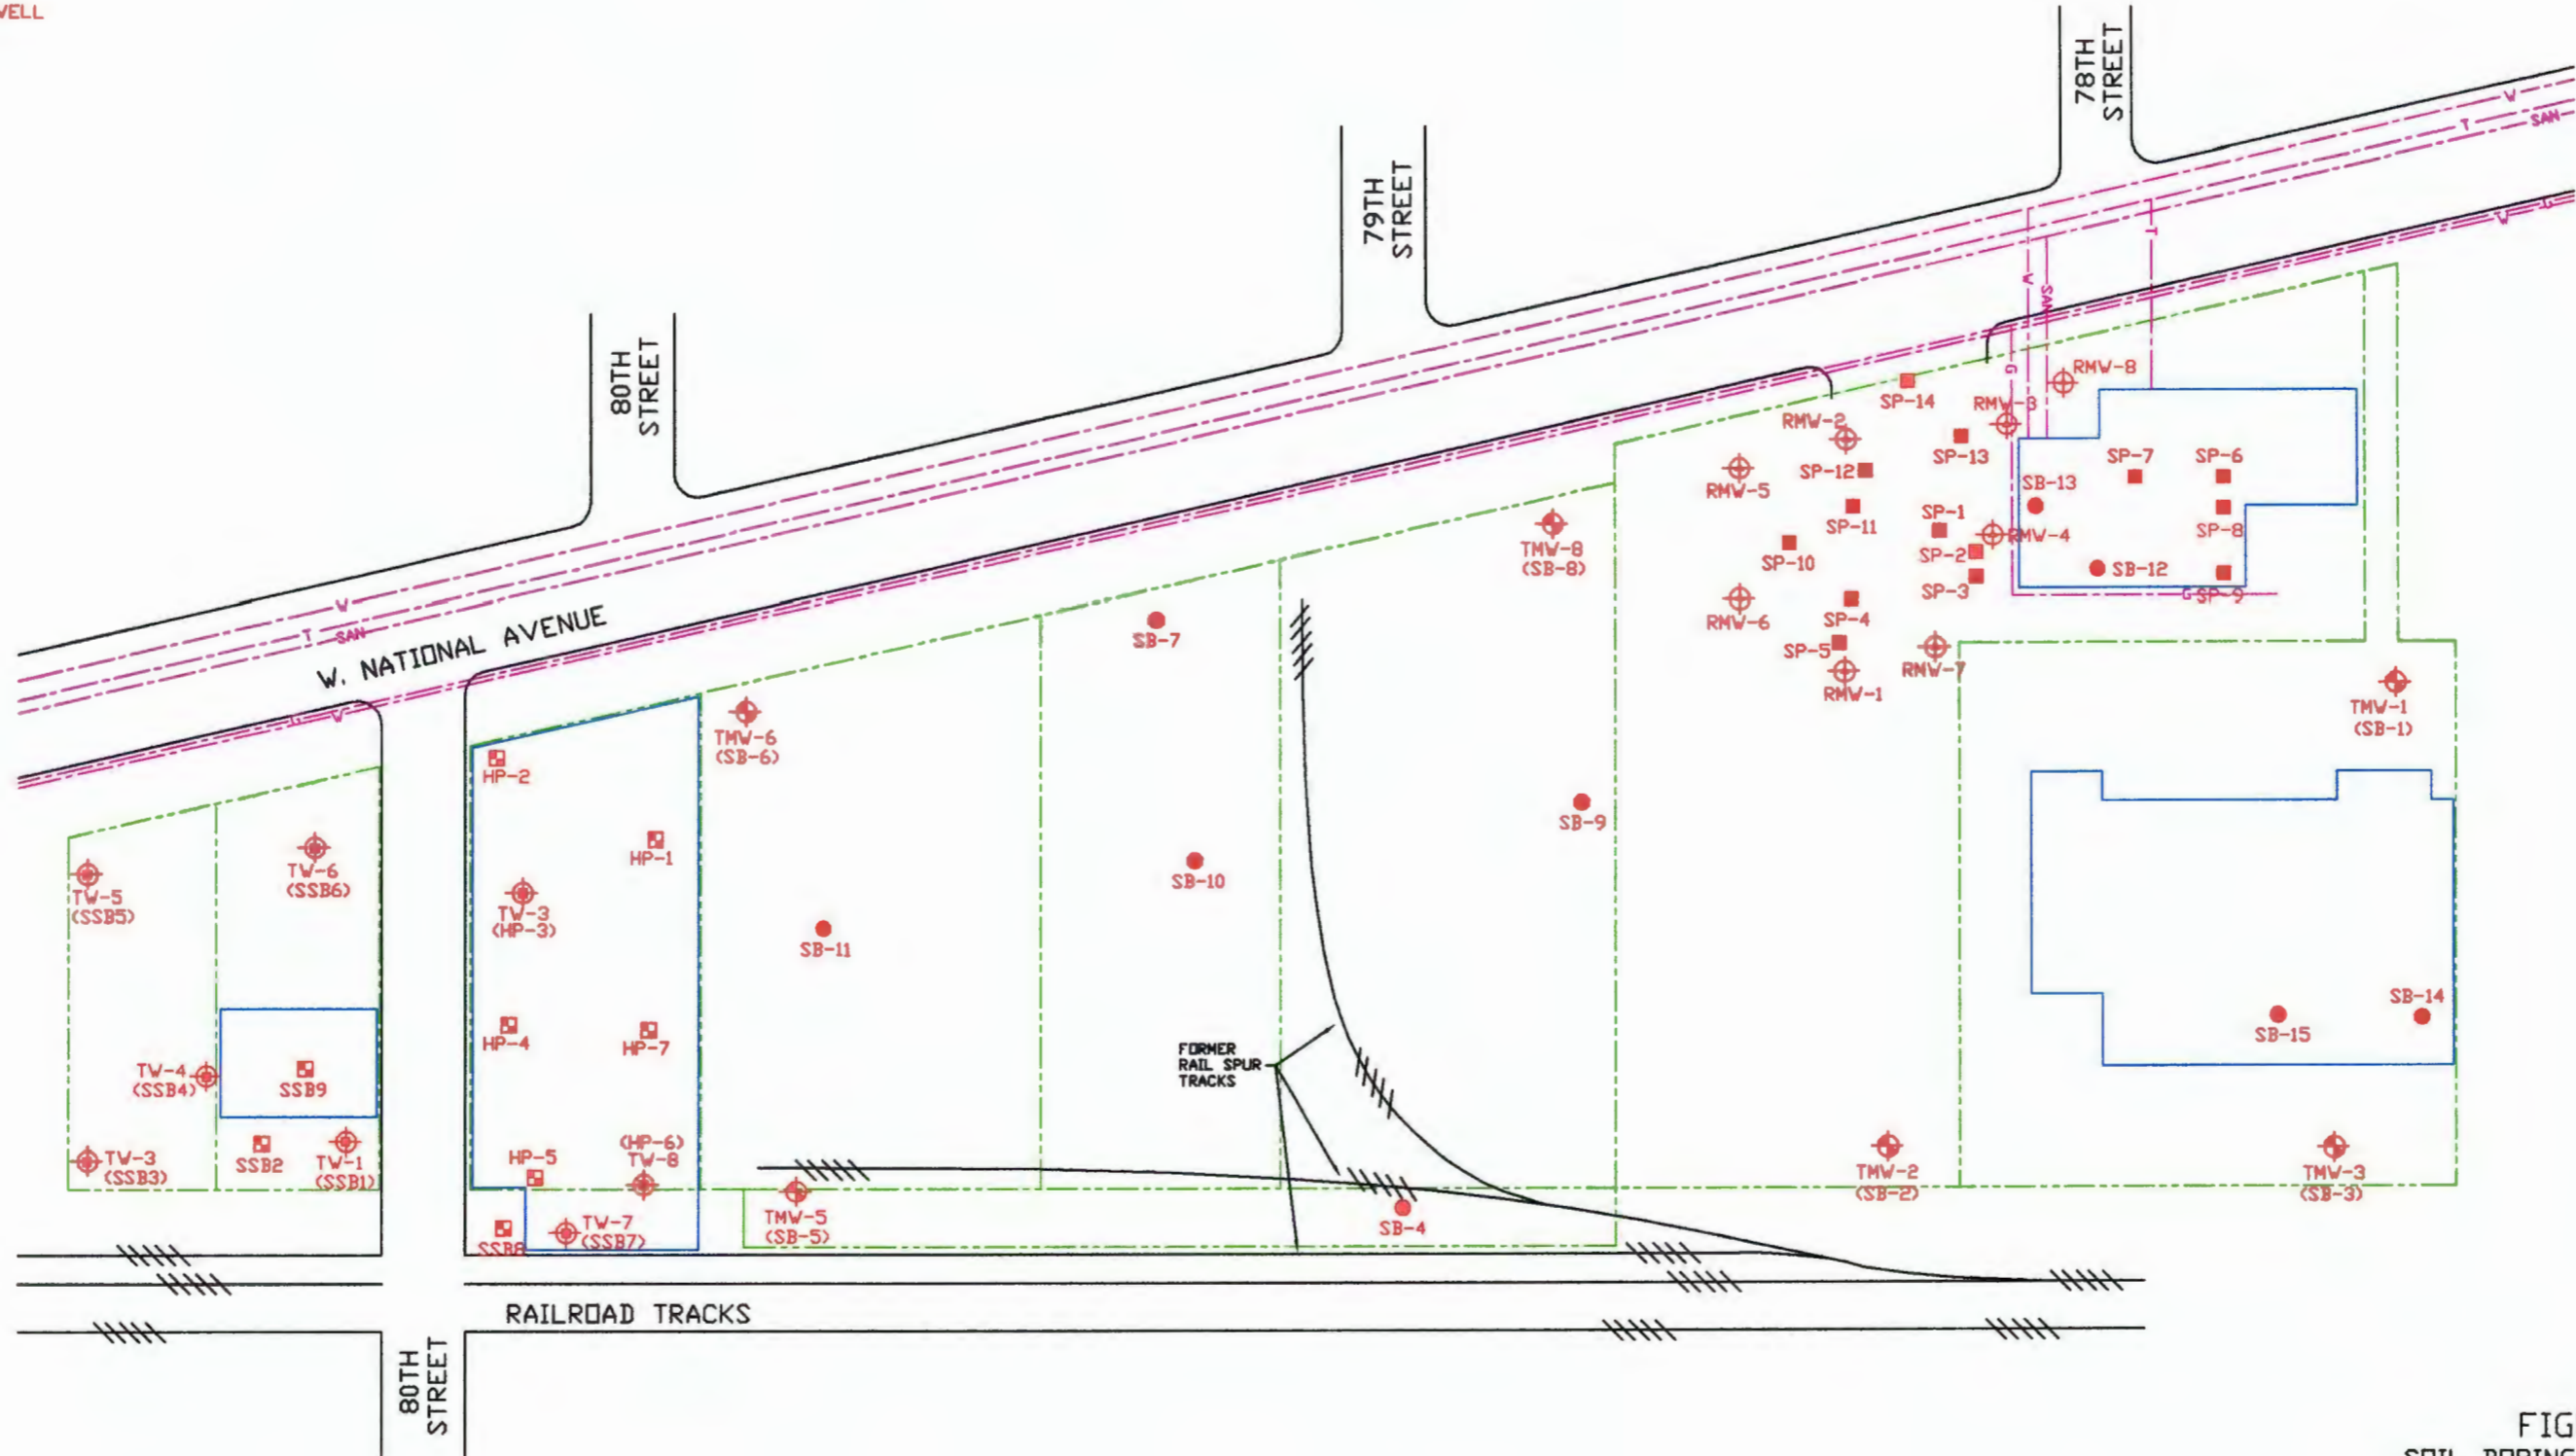 WELL
78TH
STREET
W
T
SAN
79TH
STREET
W
G
T
W
SAN
80TH
STREET
G
RMW-8
SP-14
RMW-3
RMW-2
SP-13
SP-12
RMW-5
SP-7
SP-6
SB-13
SP-11
SP-1
SP-8
RMW-4
TMW-8
(SB-8)
SP-10
SP-2
SB-12
SP-3
G
SP-9
W
T
SAN
W. NATIONAL AVENUE
SB-7
RMW-6
SP-4
SP-5
RMW-7
RMW-1
G
W
TMW-1
(SB-1)
TMW-6
(SB-6)
HP-2
SB-9
HP-1
TW-6
(SSB6)
TW-5
(SSB5)
SB-10
TW-3
(HP-3)
SB-11
SB-14
SB-15
HP-4
HP-7
FORMER
RAIL SPUR
TRACKS
TW-4
(SSB4)
SSB9
TW-3
(SSB3)
SSB2
TW-1
(SSB1)
HP-5
(HP-6)
TW-8
TMW-2
(SB-2)
TMW-3
(SB-3)
TMW-5
(SB-5)
SB-4
TW-7
(SSB7)
SSB8
RAILROAD TRACKS
80TH
STREET
FIG
SOIL BORING